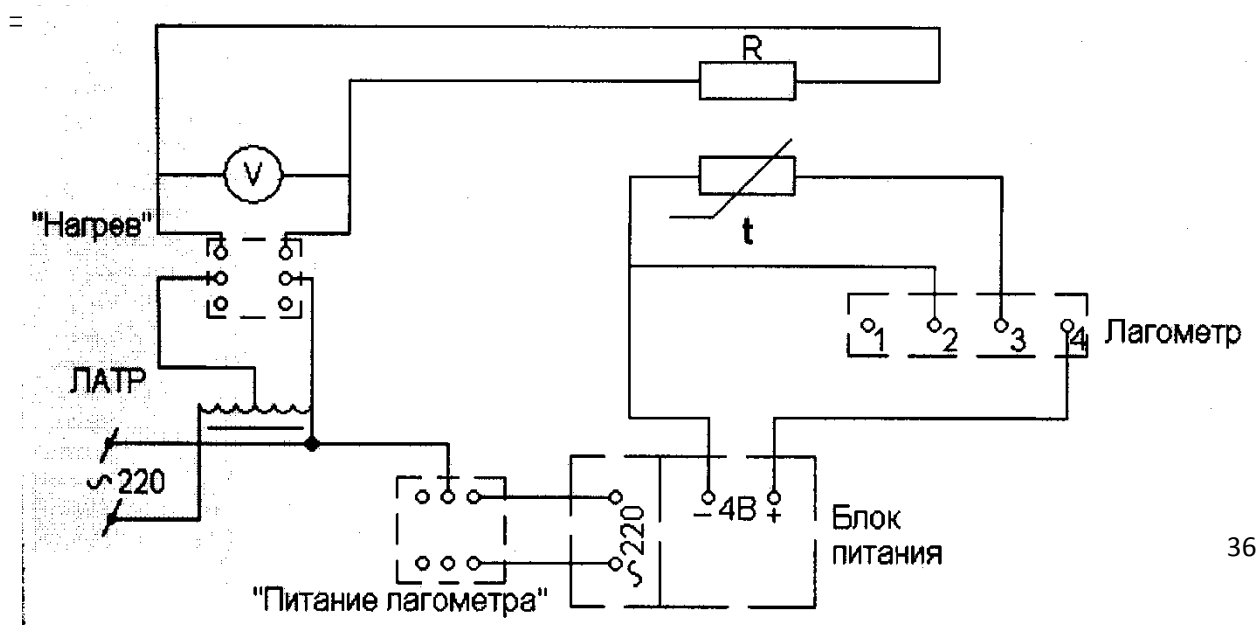 R
V
"Нагрев"
t
1 2 3 4 Лагометр
ЛАТР
~ 220
~220
− 4В +
Блок
питания
36
"Питание лагометра"